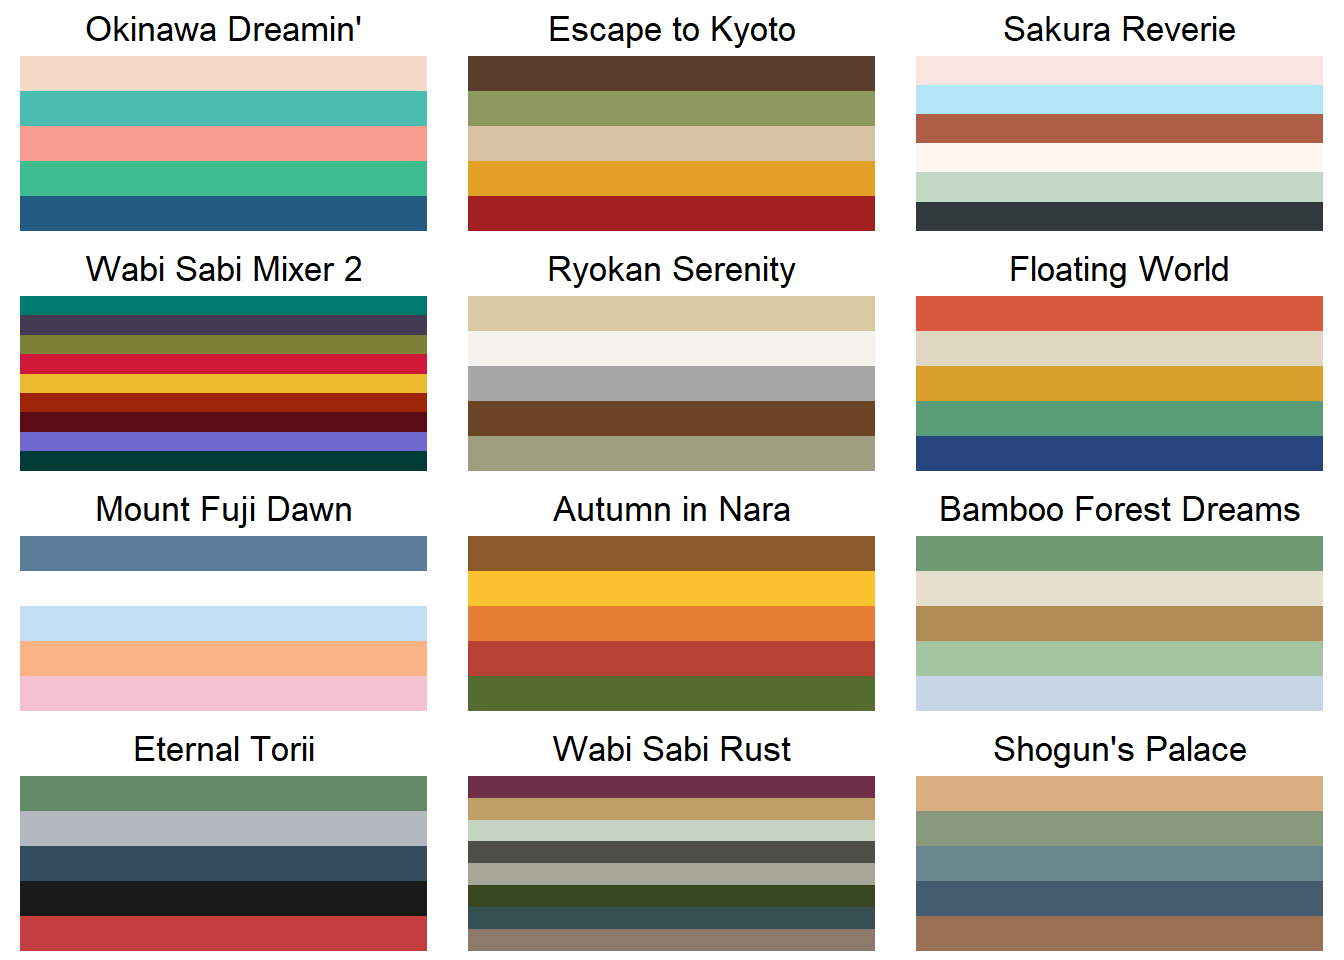 Okinawa Dreamin'
Escape to Kyoto
Sakura Reverie
Wabi Sabi Mixer 2
Ryokan Serenity
Floating World
Mount Fuji Dawn
Autumn in Nara
Bamboo Forest Dreams
Eternal Torii
Wabi Sabi Rust
Shogun's Palace